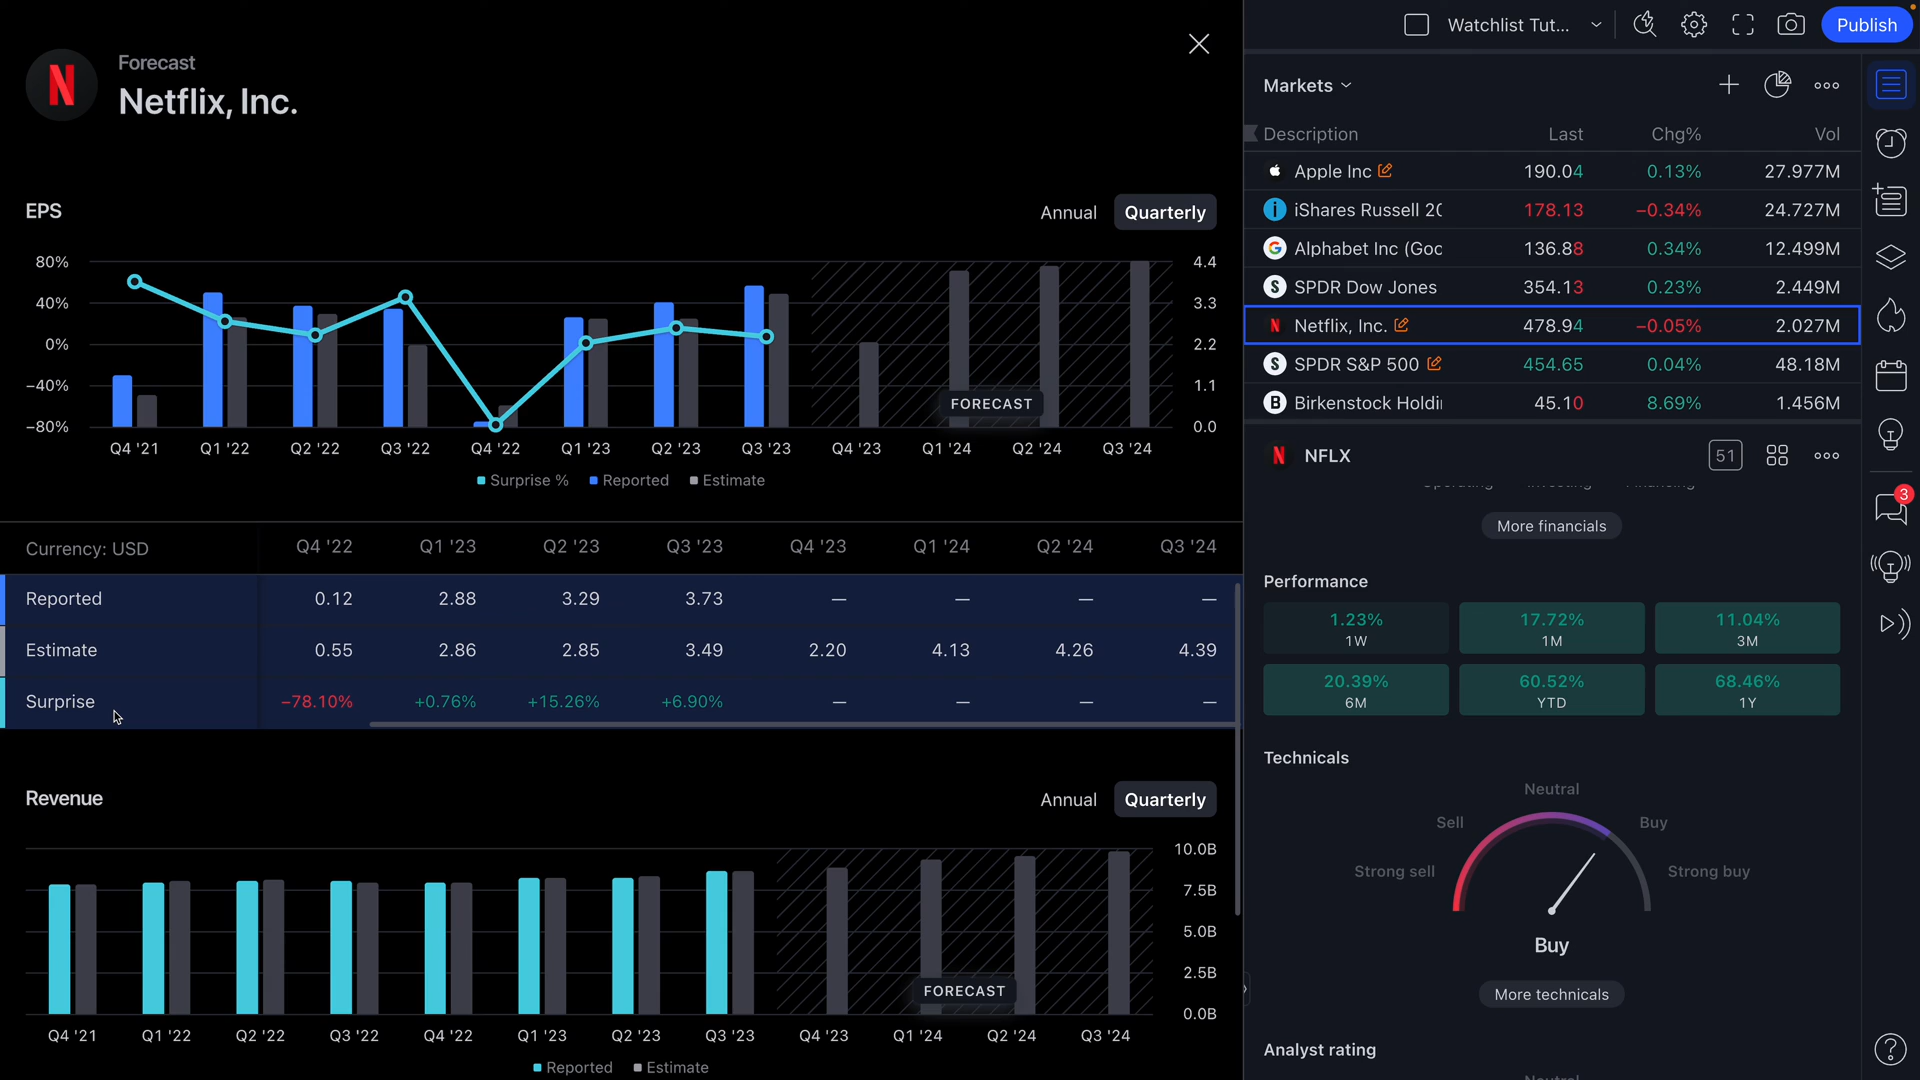 Forecast
Netflix, Inc.
EPS
Annual Quarterly
80% 4.4
40% 3.3
0% 2.2
−40% 1.1
−80% 0.0
FORECAST
Q4 '21 Q1 '22 Q2 '22 Q3 '22 Q4 '22 Q1 '23 Q2 '23 Q3 '23 Q4 '23 Q1 '24 Q2 '24 Q3 '24
Surprise % Reported Estimate
Currency: USD Q4 '22 Q1 '23 Q2 '23 Q3 '23 Q4 '23 Q1 '24 Q2 '24 Q3 '24
Reported 0.12 2.88 3.29 3.73 — — — —
Estimate 0.55 2.86 2.85 3.49 2.20 4.13 4.26 4.39
Surprise −78.10% +0.76% +15.26% +6.90% — — — —
Revenue
Annual Quarterly
10.0B
7.5B
5.0B
2.5B
0.0B
FORECAST
Q4 '21 Q1 '22 Q2 '22 Q3 '22 Q4 '22 Q1 '23 Q2 '23 Q3 '23 Q4 '23 Q1 '24 Q2 '24 Q3 '24
Reported Estimate
Watchlist Tut... Publish
Markets
Description Last Chg% Vol
Apple Inc 190.04 0.13% 27.977M
iShares Russell 20 178.13 −0.34% 24.727M
Alphabet Inc (Goo 136.88 0.34% 12.499M
SPDR Dow Jones 354.13 0.23% 2.449M
Netflix, Inc. 478.94 −0.05% 2.027M
SPDR S&P 500 454.65 0.04% 48.18M
Birkenstock Holdi 45.10 8.69% 1.456M
NFLX 51
Operating Investing Financing
More financials
Performance
1.23% 17.72% 11.04%
1W 1M 3M
20.39% 60.52% 68.46%
6M YTD 1Y
Technicals
Neutral
Sell Buy
Strong sell Strong buy
Buy
More technicals
Analyst rating
Neutral
3